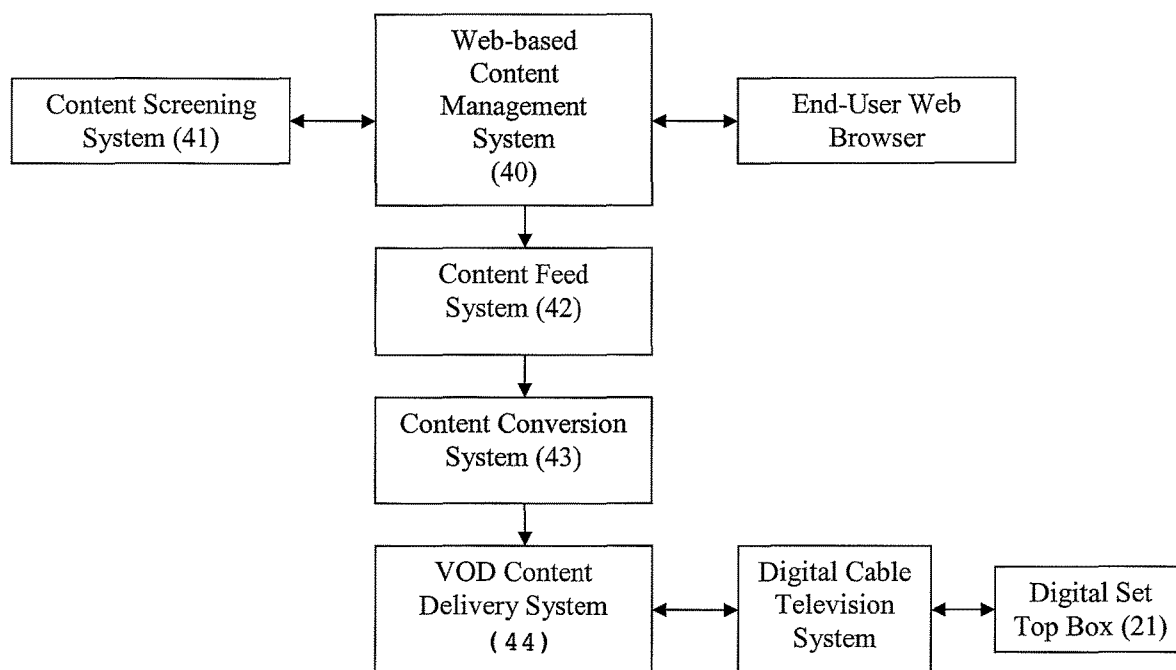 Web-based
Content
Management
System
(40)
Content Screening
System (41)
End-User Web
Browser
Content Feed
System (42)
Content Conversion
System (43)
VOD Content
Delivery System
(44)
Digital Cable
Television
System
Digital Set
Top Box (21)